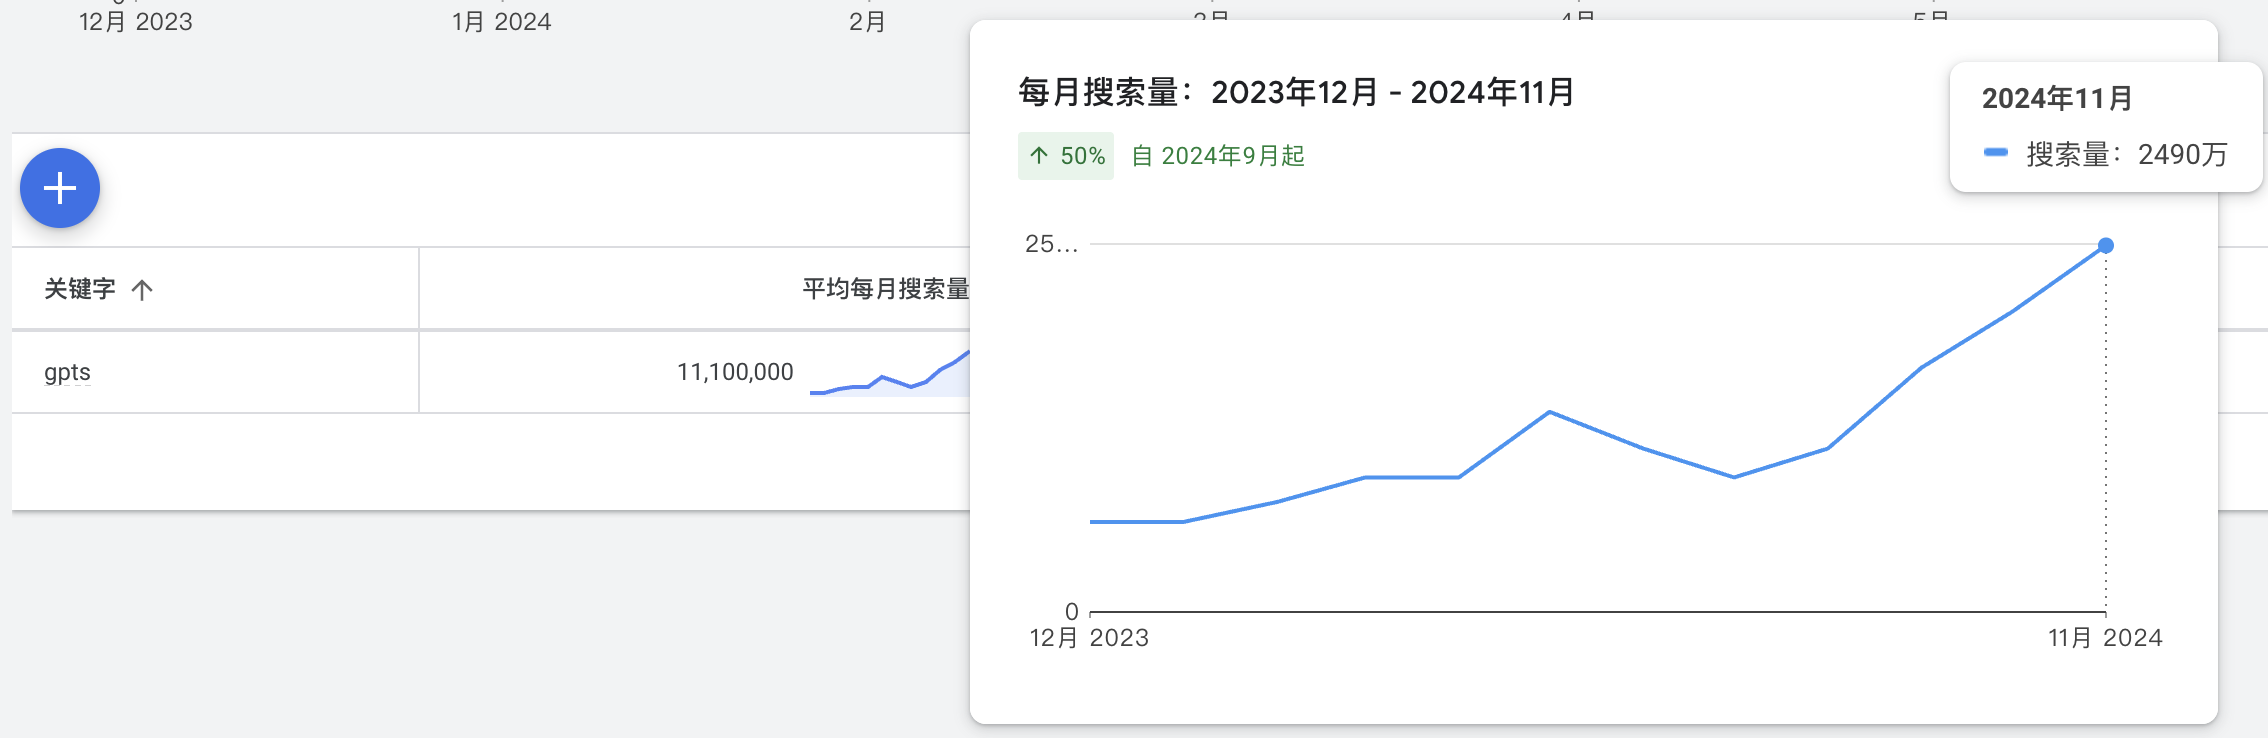 12月 2023
1月 2024
2月
3月
4月
5月
每月搜索量：2023年12月 - 2024年11月
2024年11月
50% 自 2024年9月起
搜索量：2490万
25...
关键字
平均每月搜索量
gpts
11,100,000
0
12月 2023
11月 2024